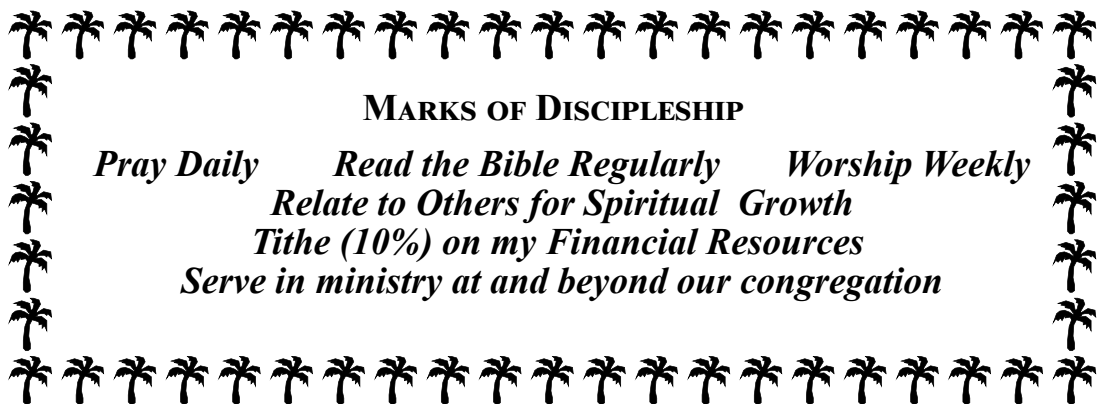 MARKS OF DISCIPLESHIP
Pray Daily Read the Bible Regularly Worship Weekly
Relate to Others for Spiritual Growth
Tithe (10%) on my Financial Resources
Serve in ministry at and beyond our congregation